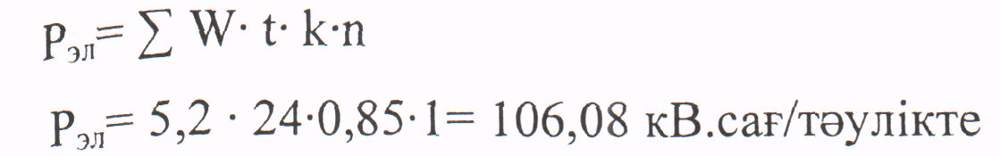 Pэл= ∑ W· t· k·n
Pэл= 5,2 · 24·0,85·1= 106,08 кВ.сағ/тәулікте